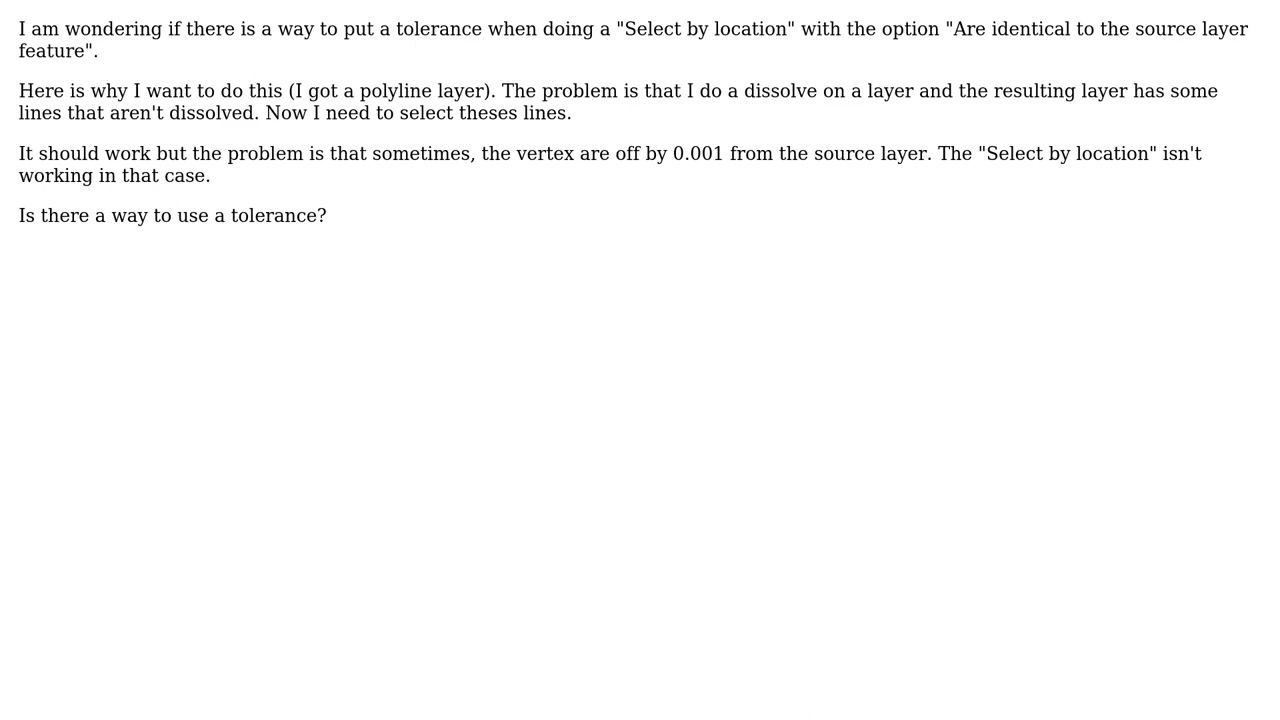 I am wondering if there is a way to put a tolerance when doing a "Select by location" with the option "Are identical to the source layer
feature".
Here is why I want to do this (I got a polyline layer). The problem is that I do a dissolve on a layer and the resulting layer has some
lines that aren't dissolved. Now I need to select theses lines.
It should work but the problem is that sometimes, the vertex are off by 0.001 from the source layer. The "Select by location" isn't
working in that case.
Is there a way to use a tolerance?